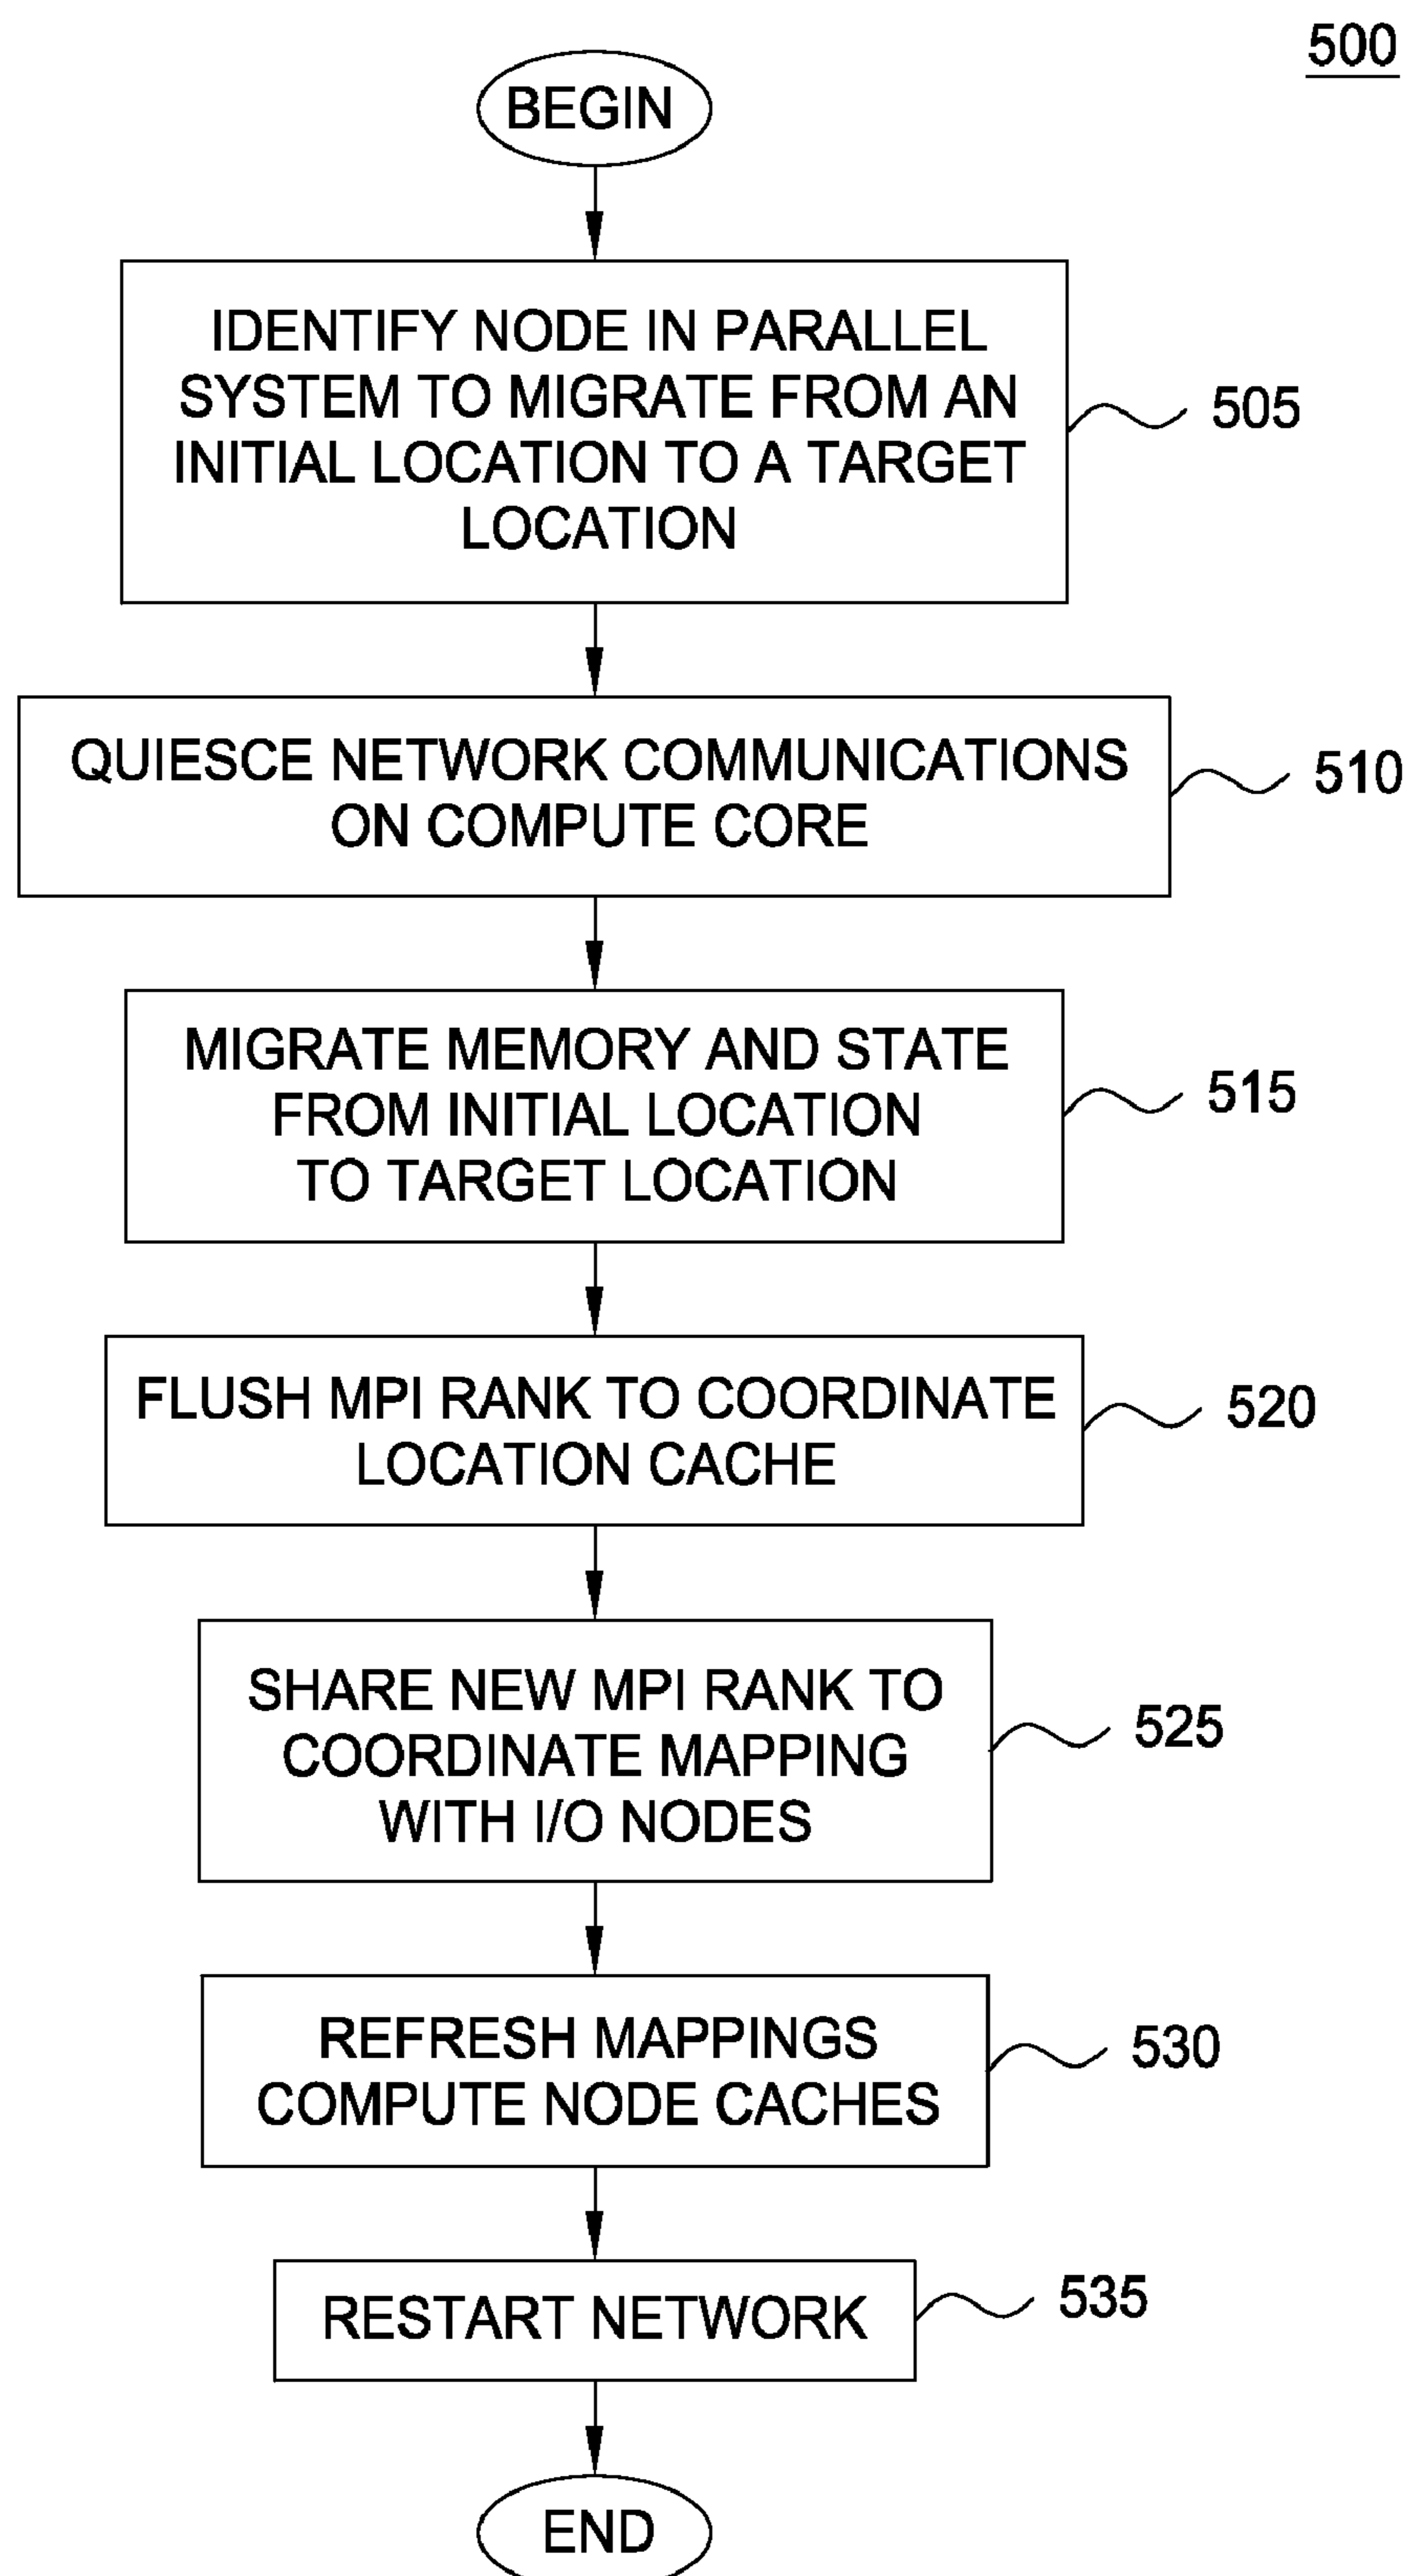 500
BEGIN
IDENTIFY NODE IN PARALLEL
SYSTEM TO MIGRATE FROM AN
INITIAL LOCATION TO A TARGET
LOCATION
505
QUIESCE NETWORK COMMUNICATIONS
ON COMPUTE CORE
510
MIGRATE MEMORY AND STATE
FROM INITIAL LOCATION
TO TARGET LOCATION
515
FLUSH MPI RANK TO COORDINATE
LOCATION CACHE
520
SHARE NEW MPI RANK TO
COORDINATE MAPPING
WITH I/O NODES
525
REFRESH MAPPINGS
COMPUTE NODE CACHES
530
RESTART NETWORK
535
END